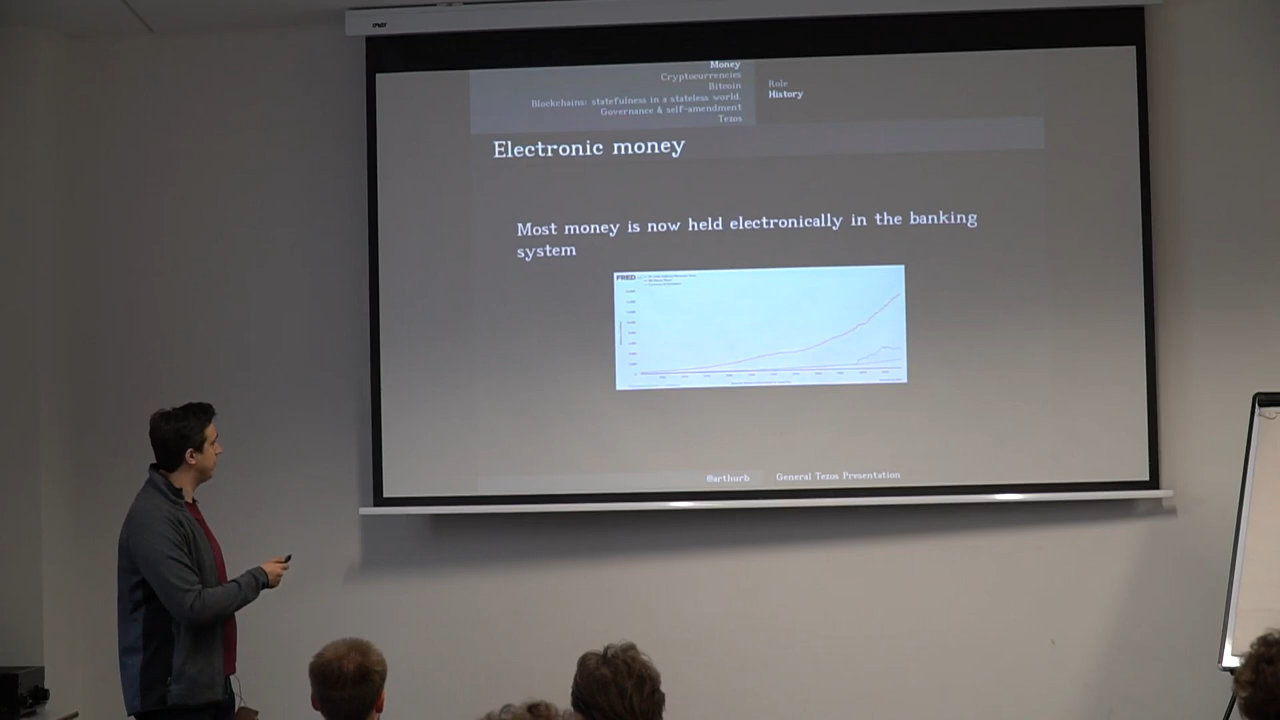 Money
Cryptocurrencies
Bitcoin
Blockchains: statefulness in a stateless world.
Governance & self-amendment
Tezos
Role
History
Electronic money
Most money is now held electronically in the banking
system
FRED
@arthurb
General Tezos Presentation